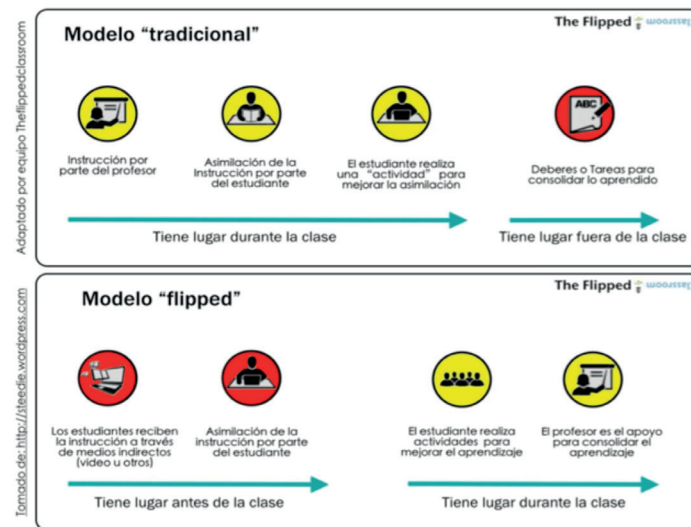 Modelo “tradicional”
The Flipped classroom
Adaptado por equipo Theflippedclassroom
ABC
Instrucción por
parte del profesor
Asimilación de la
Instrucción por parte
del estudiante
El estudiante realiza
una “actividad” para
mejorar la asimilación
Deberes o Tareas para
consolidar lo aprendido
Tiene lugar durante la clase
Tiene lugar fuera de la clase
Modelo “flipped”
The Flipped classroom
Tomado de: http://steedie.wordpress.com
Los estudiantes reciben
la instrucción a través
de medios indirectos
(vídeo u otros)
Asimilación de la
instrucción por parte
del estudiante
El estudiante realiza
actividades para
mejorar el aprendizaje
El profesor es el apoyo
para consolidar el
aprendizaje
Tiene lugar antes de la clase
Tiene lugar durante la clase